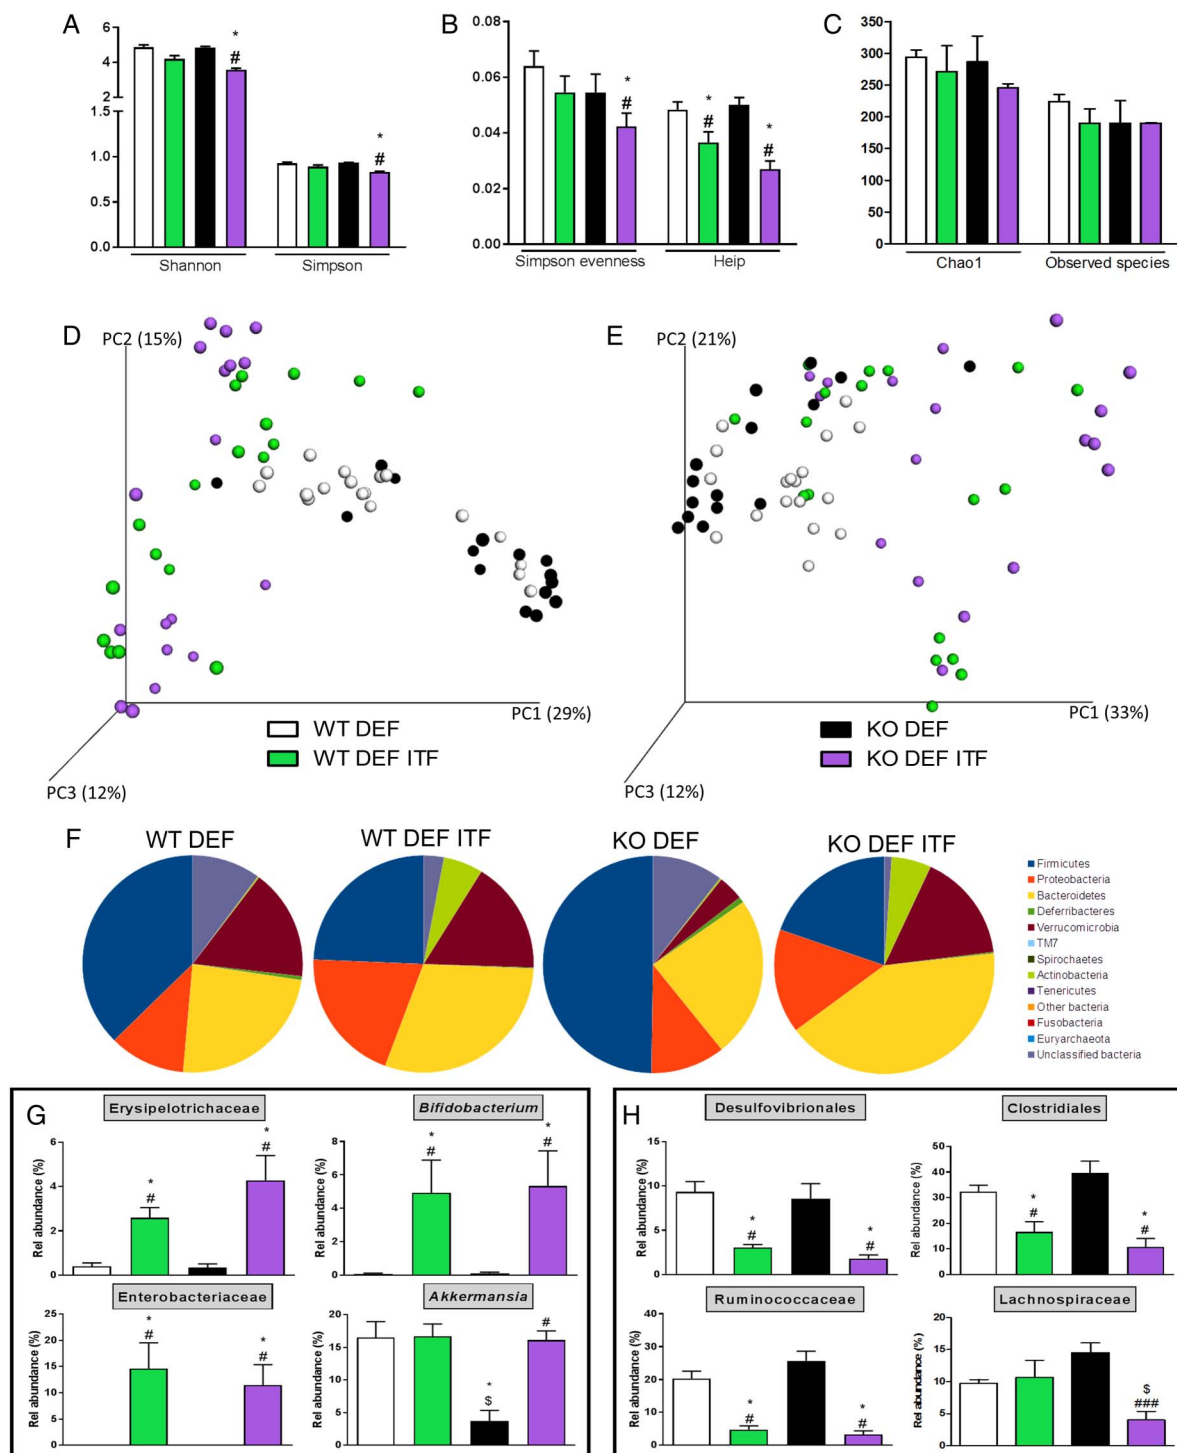 A
6
4
2
1.5
1.0
0.5
0.0
*
#
*
#
Shannon
Simpson
B
0.08
0.06
0.04
0.02
0.00
*
#
*
#
*
#
Simpson evenness
Heip
C
350
300
250
200
150
100
50
0
Chao1
Observed species
D
PC2 (15%)
PC1 (29%)
PC3 (12%)
E
PC2 (21%)
PC1 (33%)
PC3 (12%)
WT DEF
WT DEF ITF
KO DEF
KO DEF ITF
F
WT DEF
WT DEF ITF
KO DEF
KO DEF ITF
Firmicutes
Proteobacteria
Bacteroidetes
Deferribacteres
Verrucomicrobia
TM7
Spirochaetes
Actinobacteria
Tenericutes
Other bacteria
Fusobacteria
Euryarchaeota
Unclassified bacteria
G
Erysipelotrichaceae
Rel abundance (%)
6
4
2
0
*
#
*
#
Bifidobacterium
Rel abundance (%)
8
6
4
2
0
*
#
*
#
Enterobacteriaceae
Rel abundance (%)
25
20
15
10
5
0
*
#
*
#
Akkermansia
Rel abundance (%)
20
15
10
5
0
*
$
#
H
Desulfovibrionales
Rel abundance (%)
15
10
5
0
*
#
*
#
Clostridiales
Rel abundance (%)
50
40
30
20
10
0
*
#
*
#
Ruminococcaceae
Rel abundance (%)
40
30
20
10
0
*
#
*
#
Lachnospiraceae
Rel abundance (%)
20
15
10
5
0
$
###